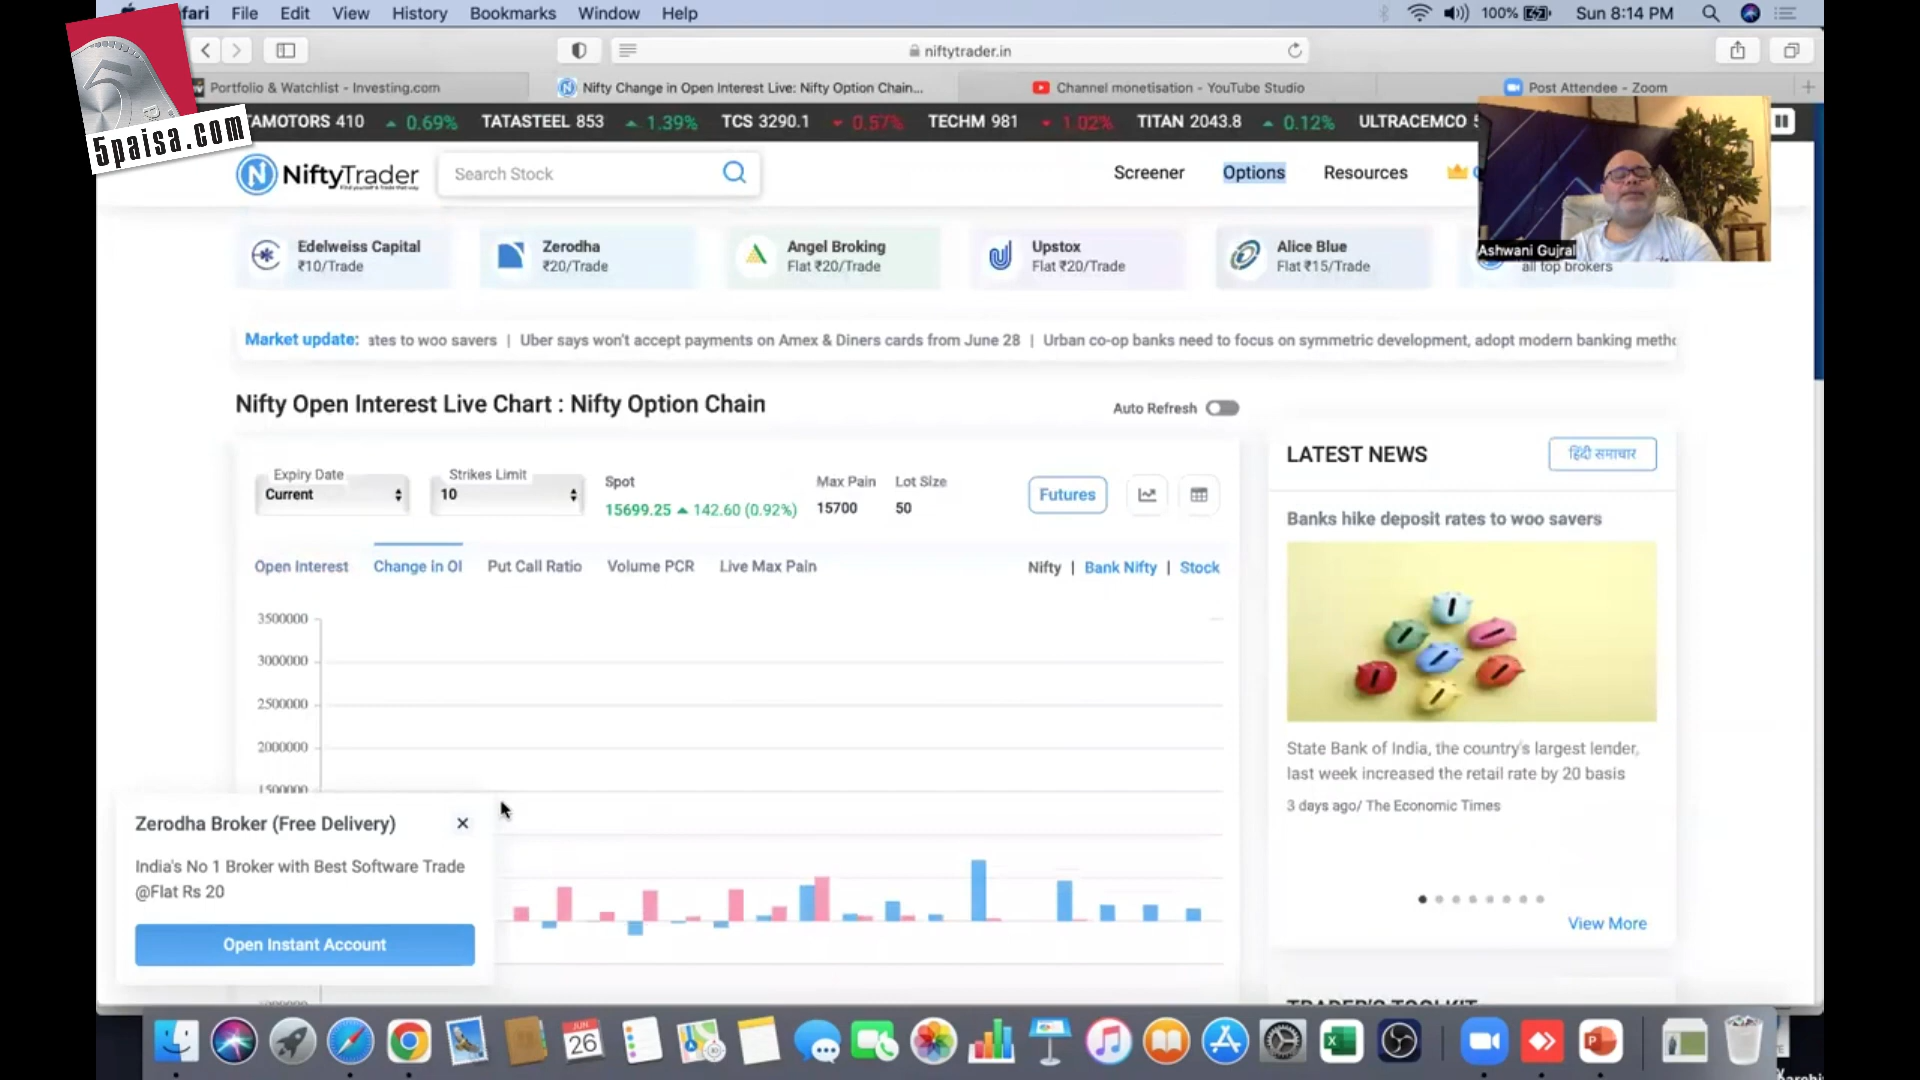 fari File Edit View History Bookmarks Window Help 100% Sun 8:14 PM
niftytrader.in
Portfolio & Watchlist - Investing.com Nifty Change in Open Interest Live: Nifty Option Chain... Channel monetisation - YouTube Studio Post Attendee - Zoom
5
5paisa.com
TAMOTORS 410 0.69% TATASTEEL 853 1.39% TCS 3290.1 0.57% TECHM 981 1.02% TITAN 2043.8 0.12% ULTRACEMCO
NiftyTrader Search Stock Screener Options Resources
Ashwani Gujral
Edelweiss Capital Zerodha Angel Broking Upstox Alice Blue
₹10/Trade ₹20/Trade Flat ₹20/Trade Flat ₹20/Trade Flat ₹15/Trade all top brokers
Market update: ates to woo savers | Uber says won't accept payments on Amex & Diners cards from June 28 | Urban co-op banks need to focus on symmetric development, adopt modern banking metho
Nifty Open Interest Live Chart : Nifty Option Chain
Auto Refresh
Expiry Date Strikes Limit Spot Max Pain Lot Size
Current 10 15699.25 142.60 (0.92%) 15700 50 Futures
Open Interest Change in OI Put Call Ratio Volume PCR Live Max Pain Nifty | Bank Nifty | Stock
3500000
3000000
2500000
2000000
1500000
Zerodha Broker (Free Delivery) ×
India's No 1 Broker with Best Software Trade
@Flat Rs 20
Open Instant Account
LATEST NEWS हिंदी समाचार
Banks hike deposit rates to woo savers
State Bank of India, the country's largest lender,
last week increased the retail rate by 20 basis
3 days ago/ The Economic Times
View More
TRADER'S TOOLKIT
JUN
26